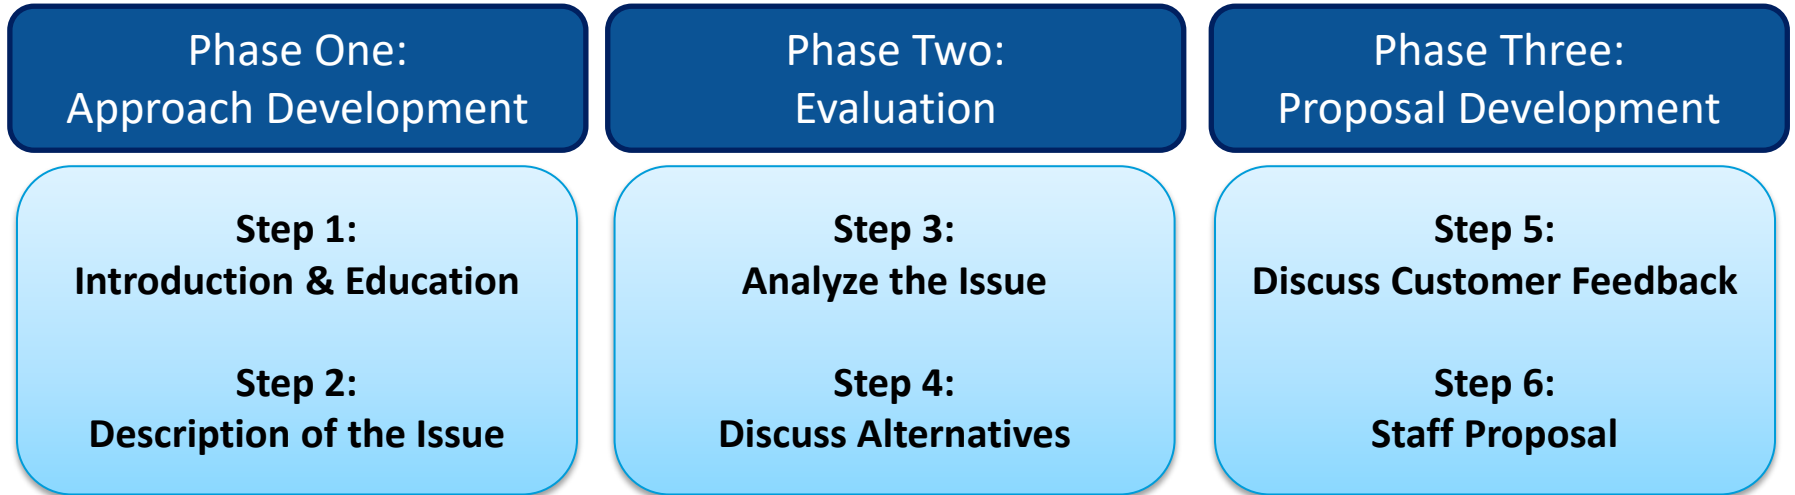 Phase One:
Approach Development
Step 1:
Introduction & Education
Step 2:
Description of the Issue
Phase Two:
Evaluation
Step 3:
Analyze the Issue
Step 4:
Discuss Alternatives
Phase Three:
Proposal Development
Step 5:
Discuss Customer Feedback
Step 6:
Staff Proposal